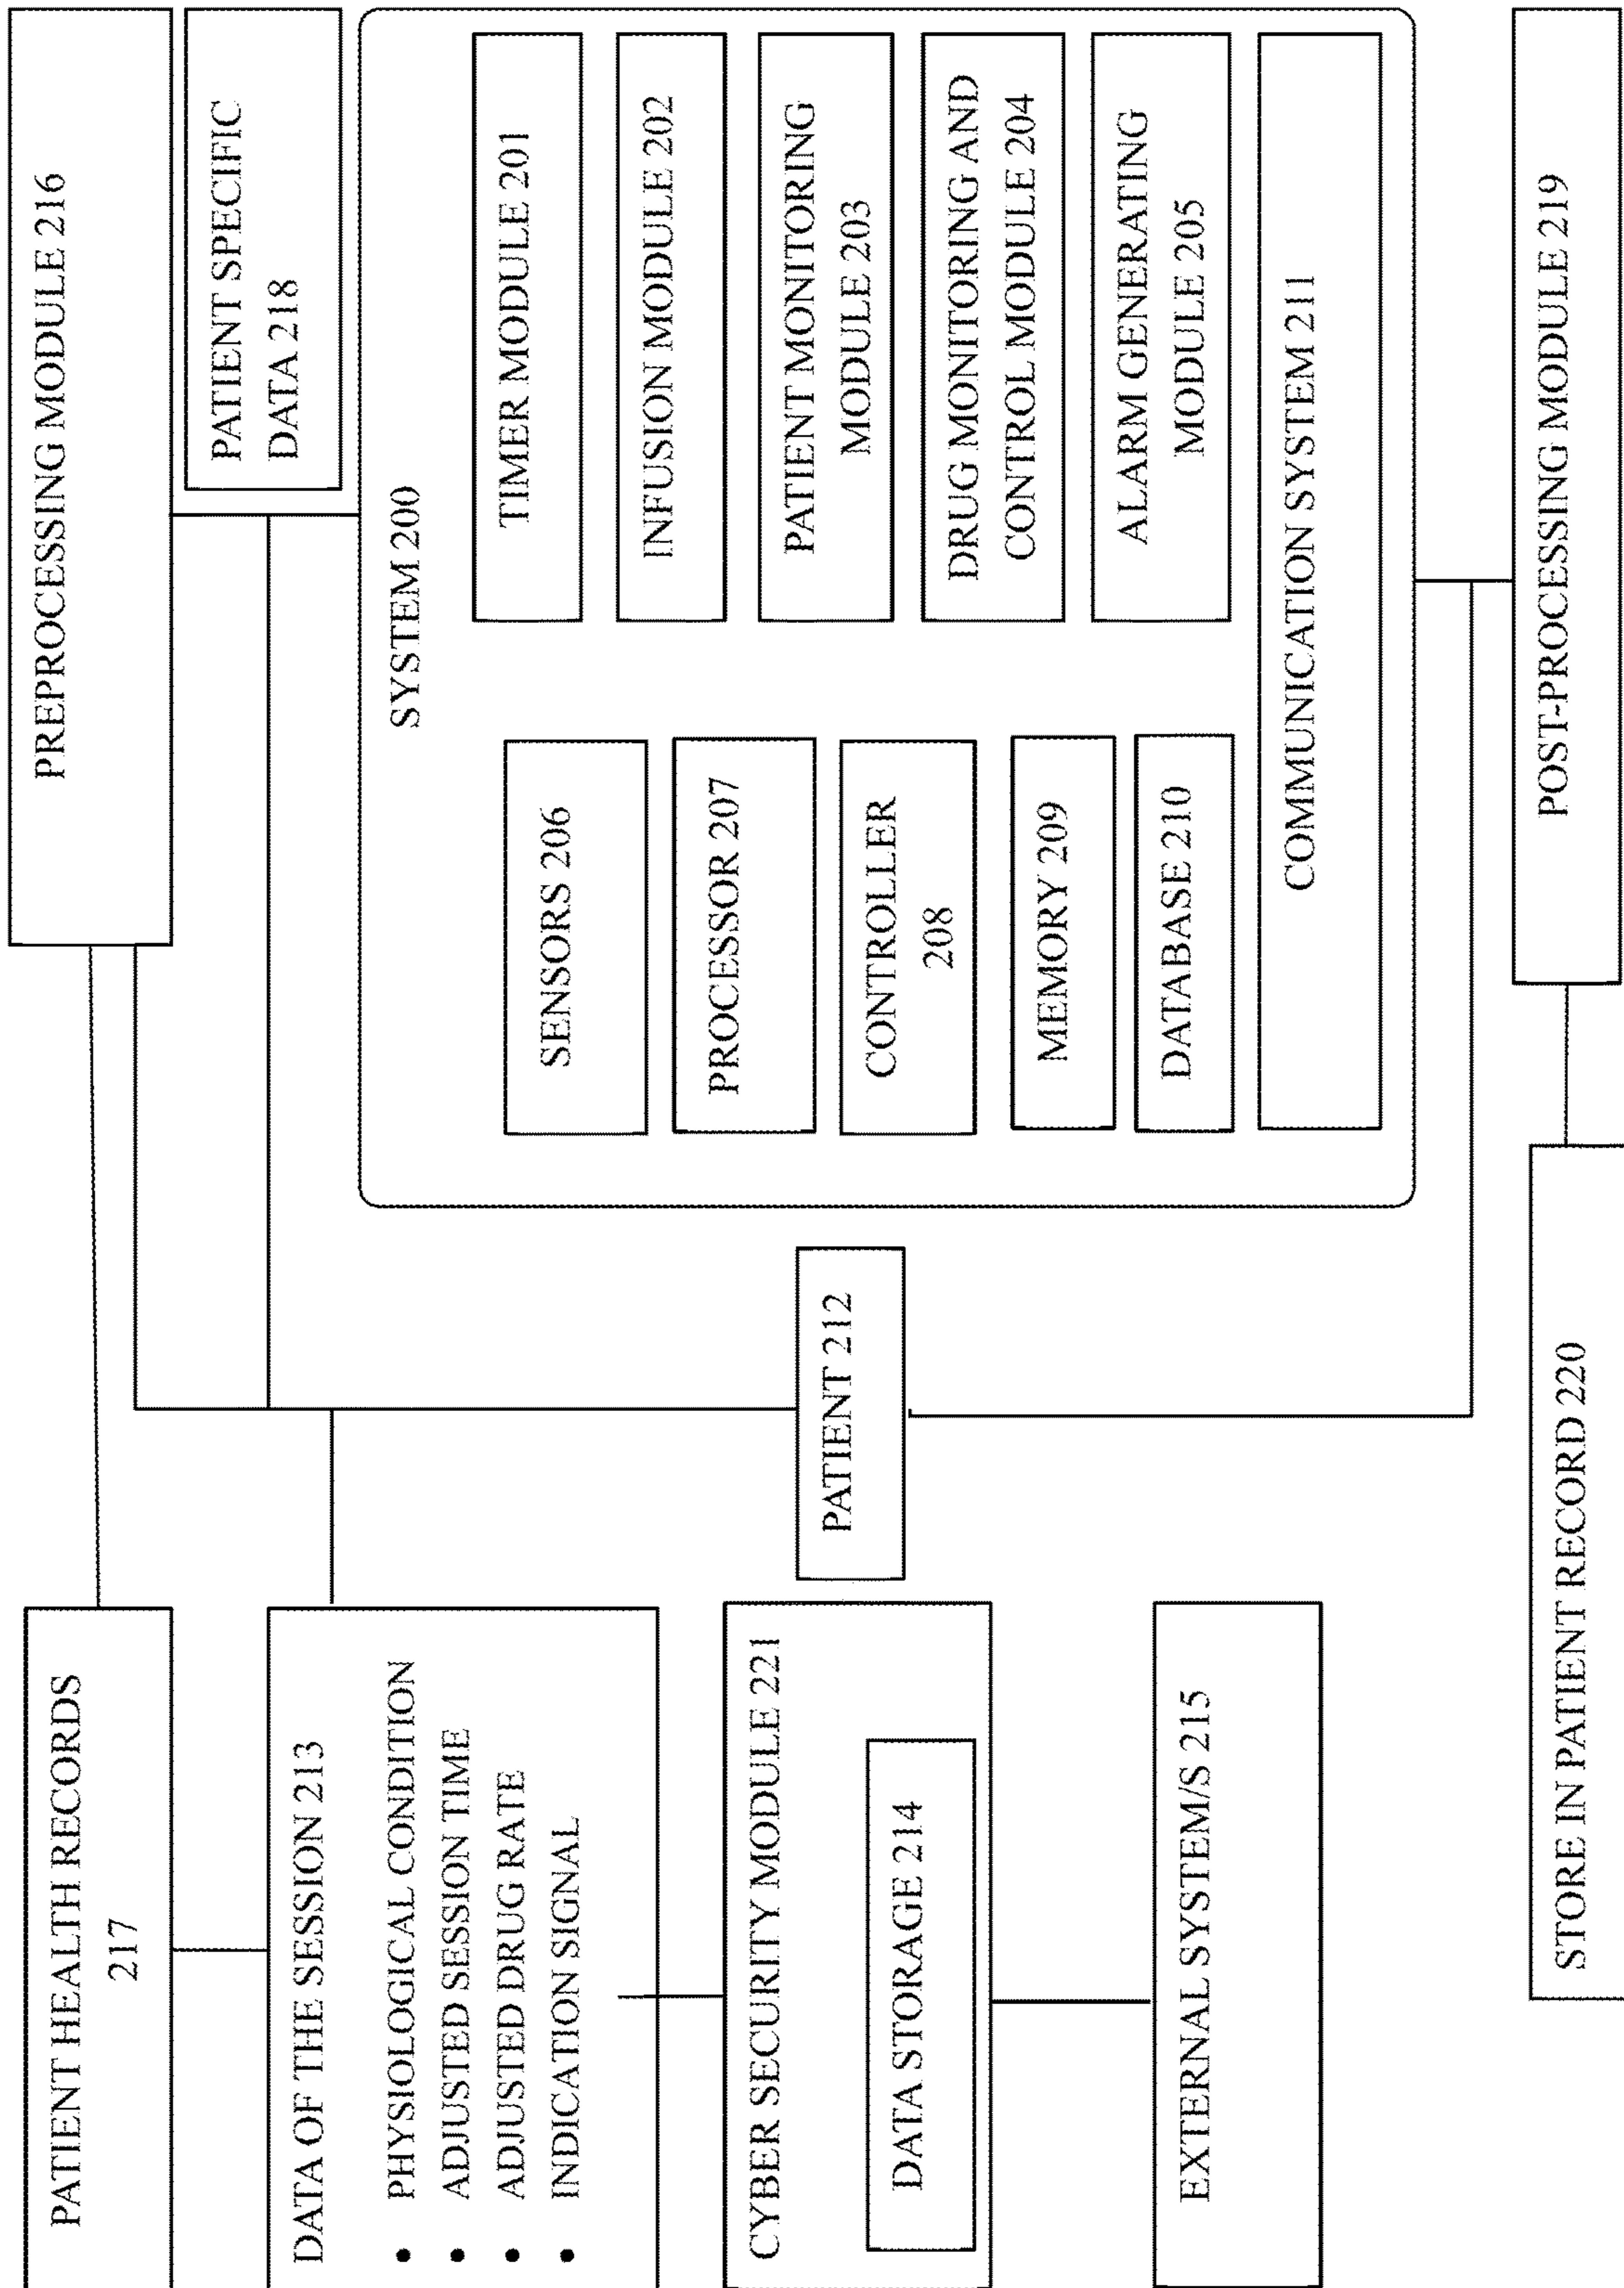 PATIENT HEALTH RECORDS
217
PREPROCESSING MODULE 216
PATIENT SPECIFIC
DATA 218
DATA OF THE SESSION 213
• PHYSIOLOGICAL CONDITION
• ADJUSTED SESSION TIME
• ADJUSTED DRUG RATE
• INDICATION SIGNAL
CYBER SECURITY MODULE 221
DATA STORAGE 214
EXTERNAL SYSTEM/S 215
PATIENT 212
SYSTEM 200
SENSORS 206
PROCESSOR 207
CONTROLLER
208
MEMORY 209
DATABASE 210
TIMER MODULE 201
INFUSION MODULE 202
PATIENT MONITORING
MODULE 203
DRUG MONITORING AND
CONTROL MODULE 204
ALARM GENERATING
MODULE 205
COMMUNICATION SYSTEM 211
STORE IN PATIENT RECORD 220
POST-PROCESSING MODULE 219